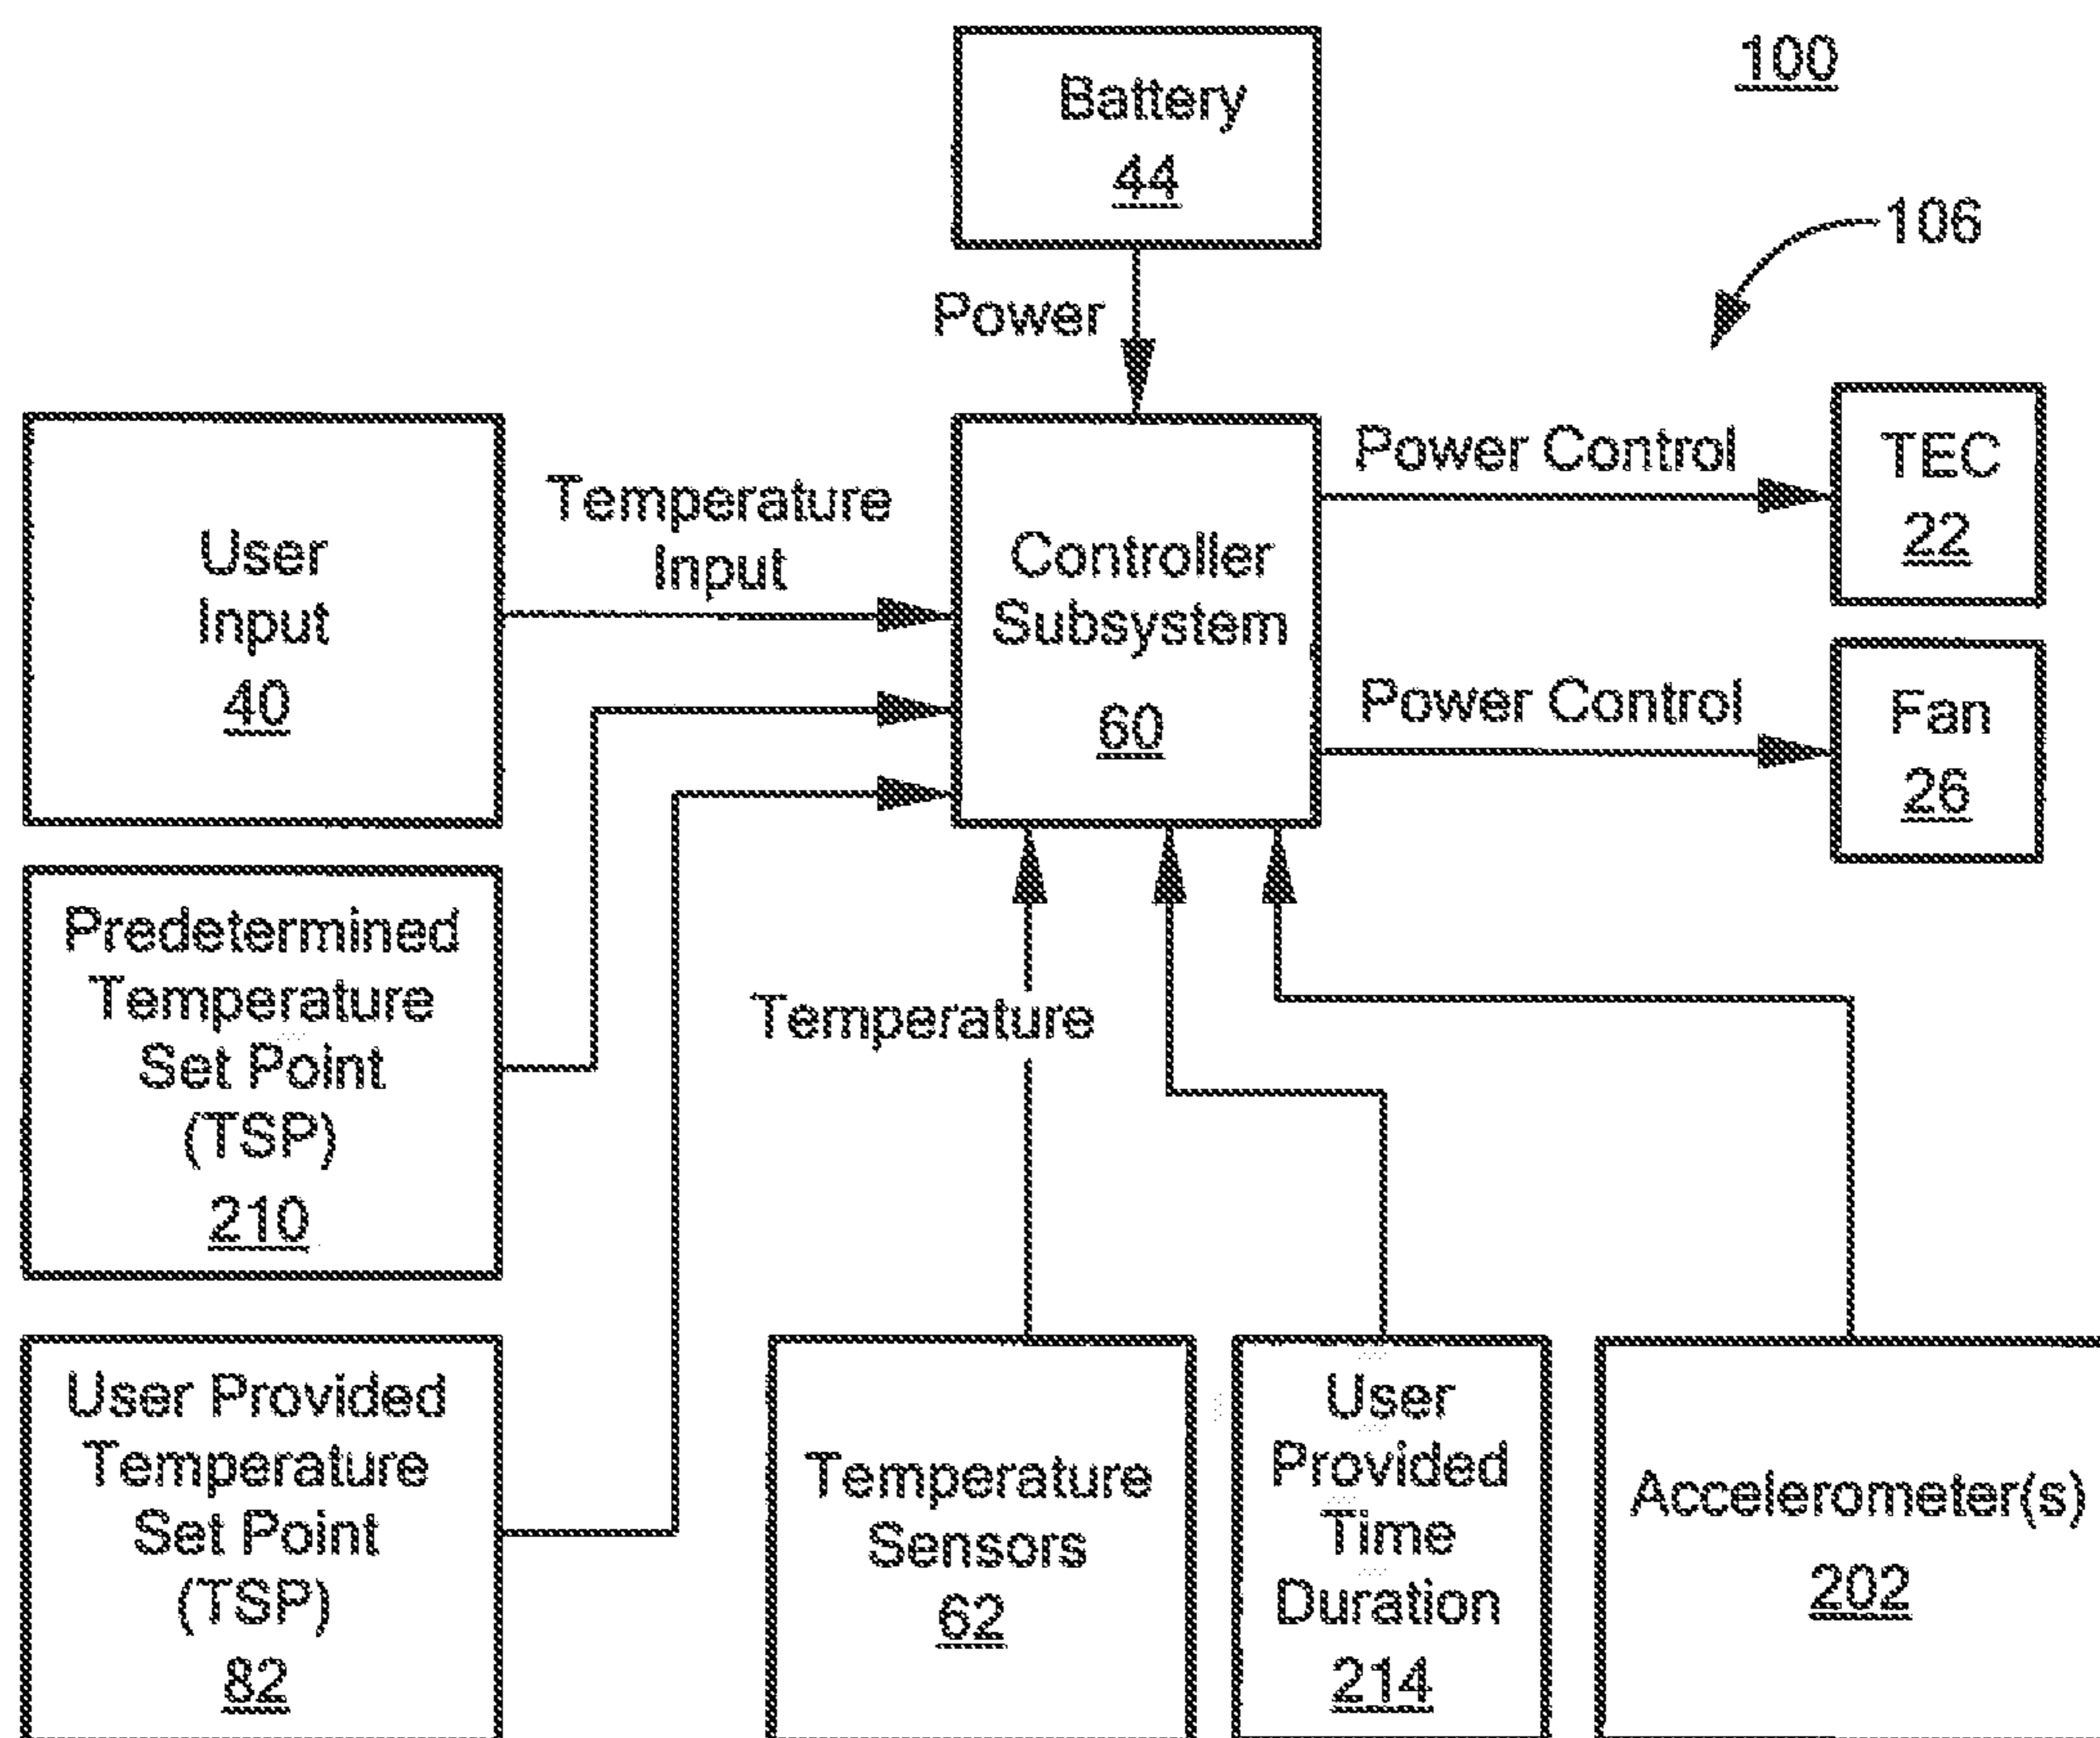 100
Battery
44
106
Power
User
Input
40
Temperature
Input
Controller
Subsystem
60
Power Control
TEC
22
Power Control
Fan
26
Predetermined
Temperature
Set Point
(TSP)
210
Temperature
User Provided
Temperature
Set Point
(TSP)
82
Temperature
Sensors
62
User
Provided
Time
Duration
214
Accelerometer(s)
202